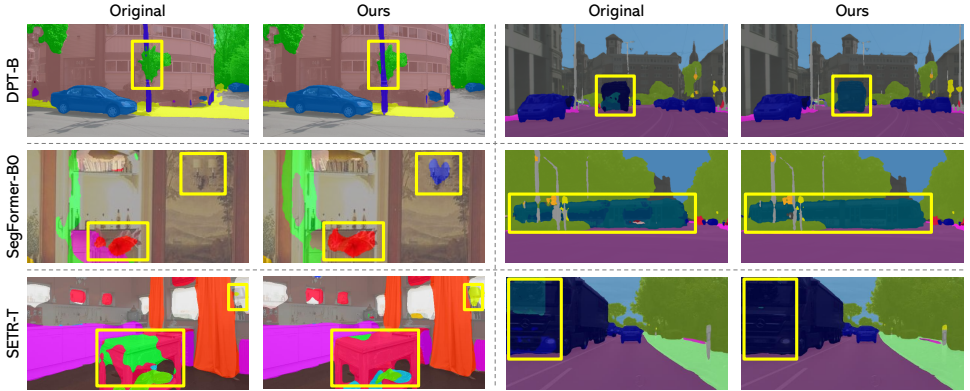 Original Ours Original Ours
DPT-B
SegFormer-B0
SETR-T